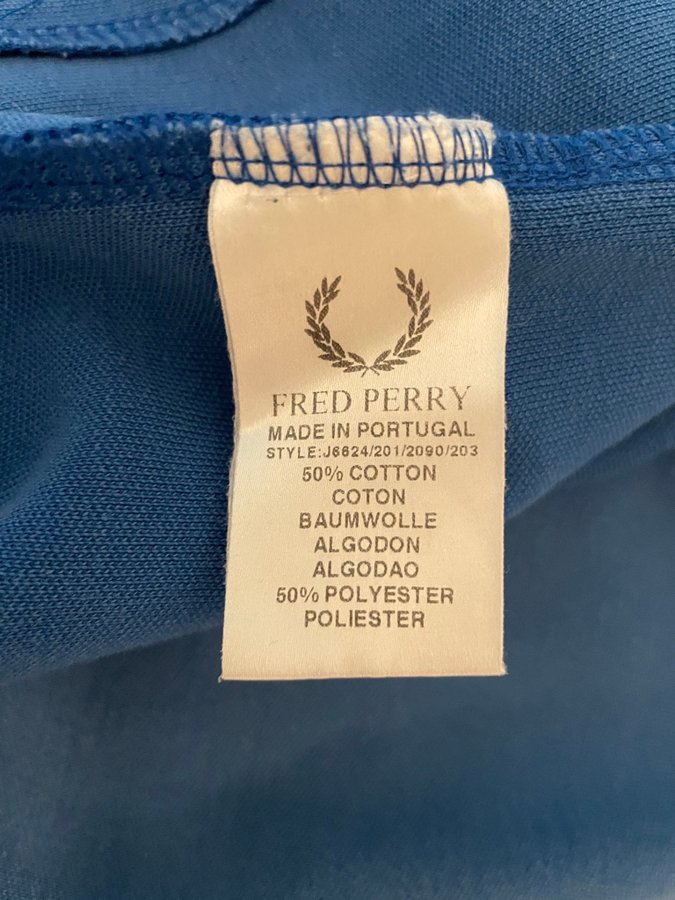 FRED PERRY
MADE IN PORTUGAL
STYLE:J6624/201/2090/203
50% COTTON
COTON
BAUMWOLLE
ALGODON
ALGODAO
50% POLYESTER
POLIESTER